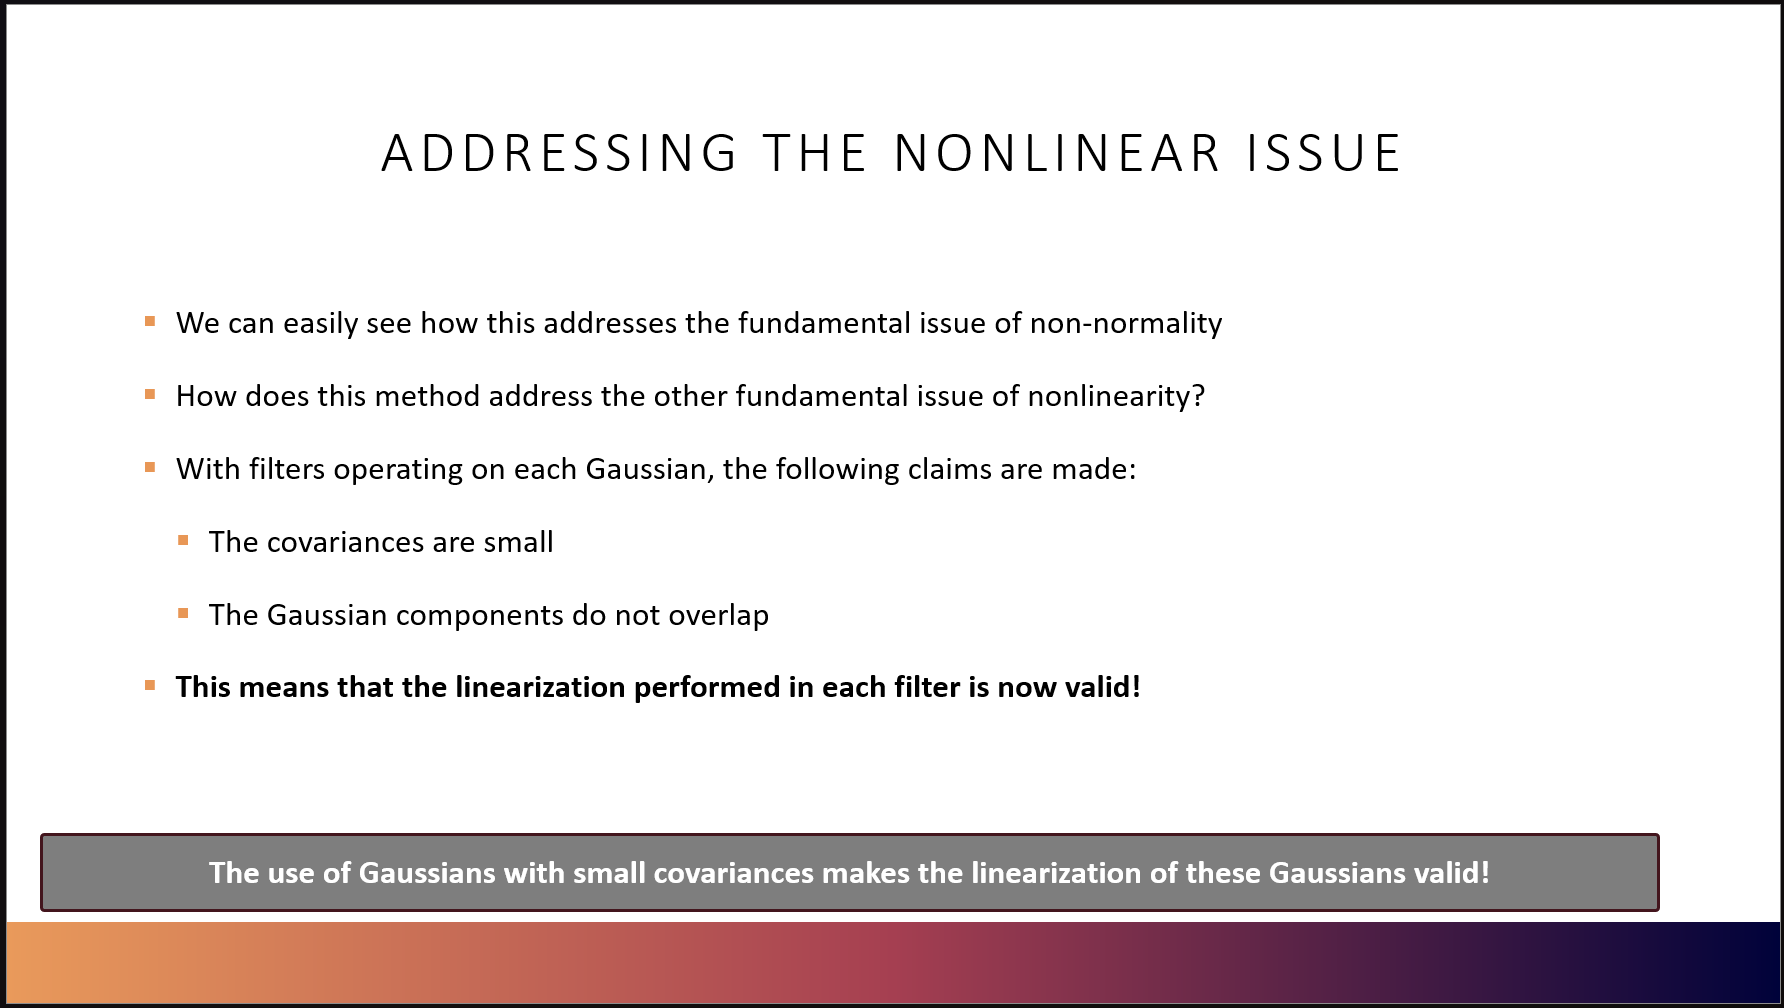 ADDRESSING THE NONLINEAR ISSUE
We can easily see how this addresses the fundamental issue of non-normality
How does this method address the other fundamental issue of nonlinearity?
With filters operating on each Gaussian, the following claims are made:
The covariances are small
The Gaussian components do not overlap
This means that the linearization performed in each filter is now valid!
The use of Gaussians with small covariances makes the linearization of these Gaussians valid!